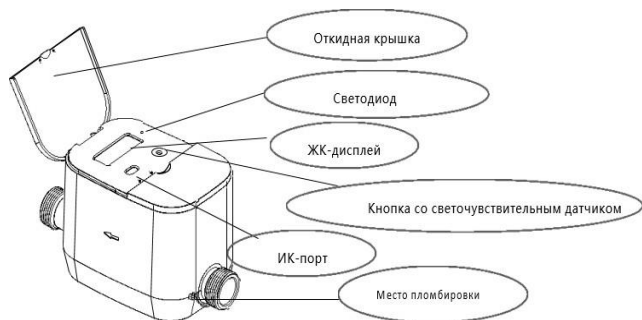 Откидная крышка
Светодиод
ЖК-дисплей
Кнопка со светочувствительным датчиком
ИК-порт
Место пломбировки